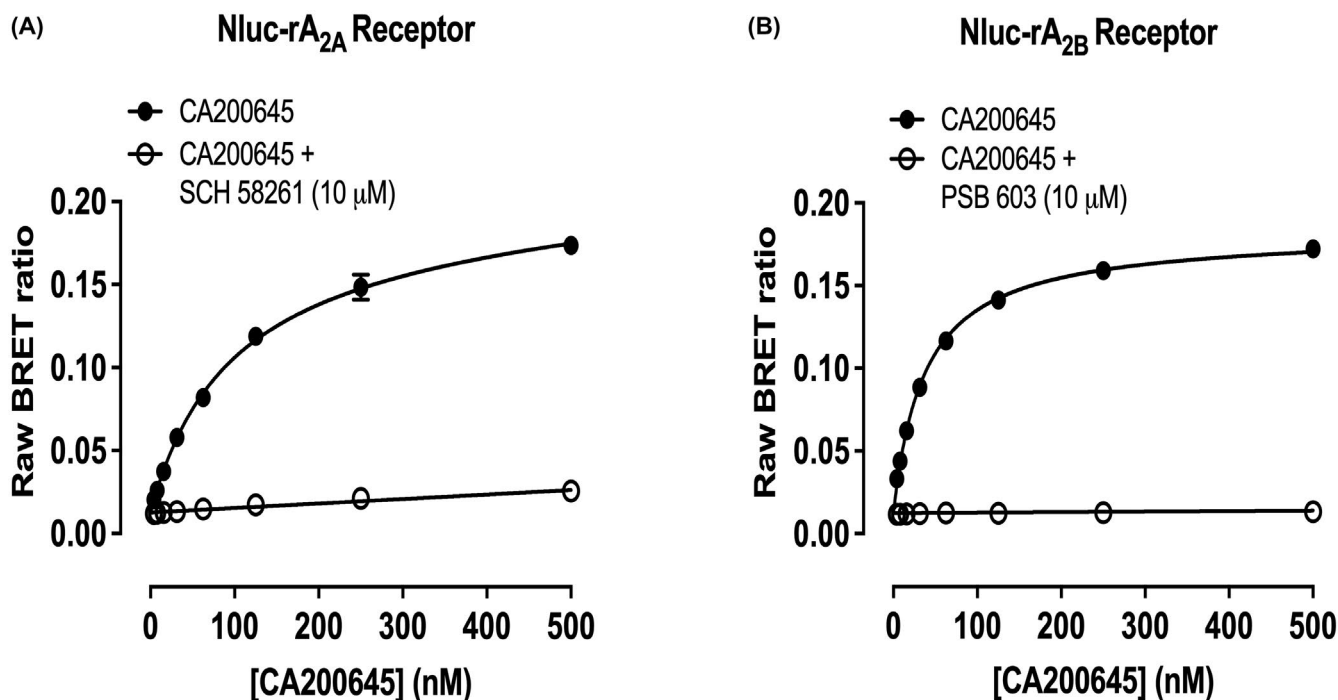 (A)
Nluc-rA2A Receptor
CA200645
CA200645 +
SCH 58261 (10 μM)
Raw BRET ratio
0.20
0.15
0.10
0.05
0.00
0 100 200 300 400 500
[CA200645] (nM)
(B)
Nluc-rA2B Receptor
CA200645
CA200645 +
PSB 603 (10 μM)
Raw BRET ratio
0.20
0.15
0.10
0.05
0.00
0 100 200 300 400 500
[CA200645] (nM)